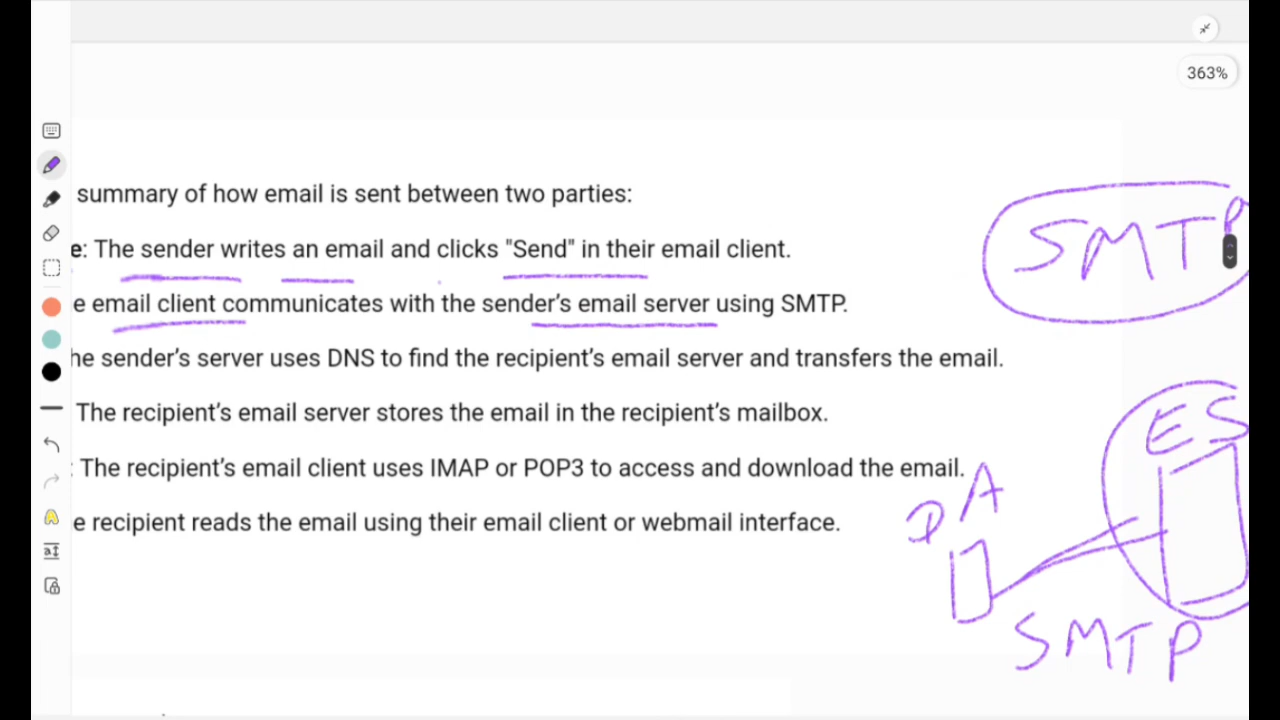 363%
summary of how email is sent between two parties:
e: The sender writes an email and clicks "Send" in their email client.
SMTP
e email client communicates with the sender's email server using SMTP.
he sender's server uses DNS to find the recipient's email server and transfers the email.
The recipient's email server stores the email in the recipient's mailbox.
ES
: The recipient's email client uses IMAP or POP3 to access and download the email.
A
e recipient reads the email using their email client or webmail interface.
SMTP